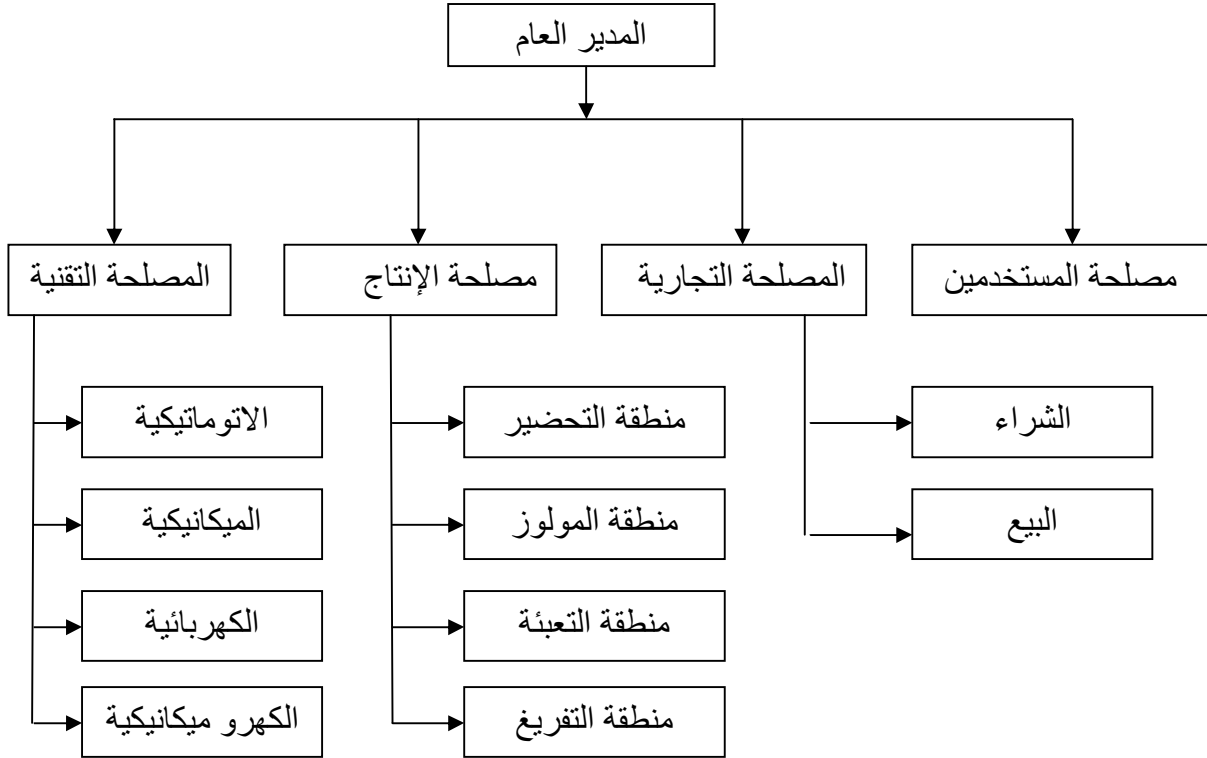 المدير العام
مصلحة المستخدمين
المصلحة التجارية
مصلحة الإنتاج
المصلحة التقنية
الشراء
منطقة التحضير
الاتوماتيكية
البيع
منطقة المولوز
الميكانيكية
منطقة التعبئة
الكهربائية
منطقة التفريغ
الكهرو ميكانيكية